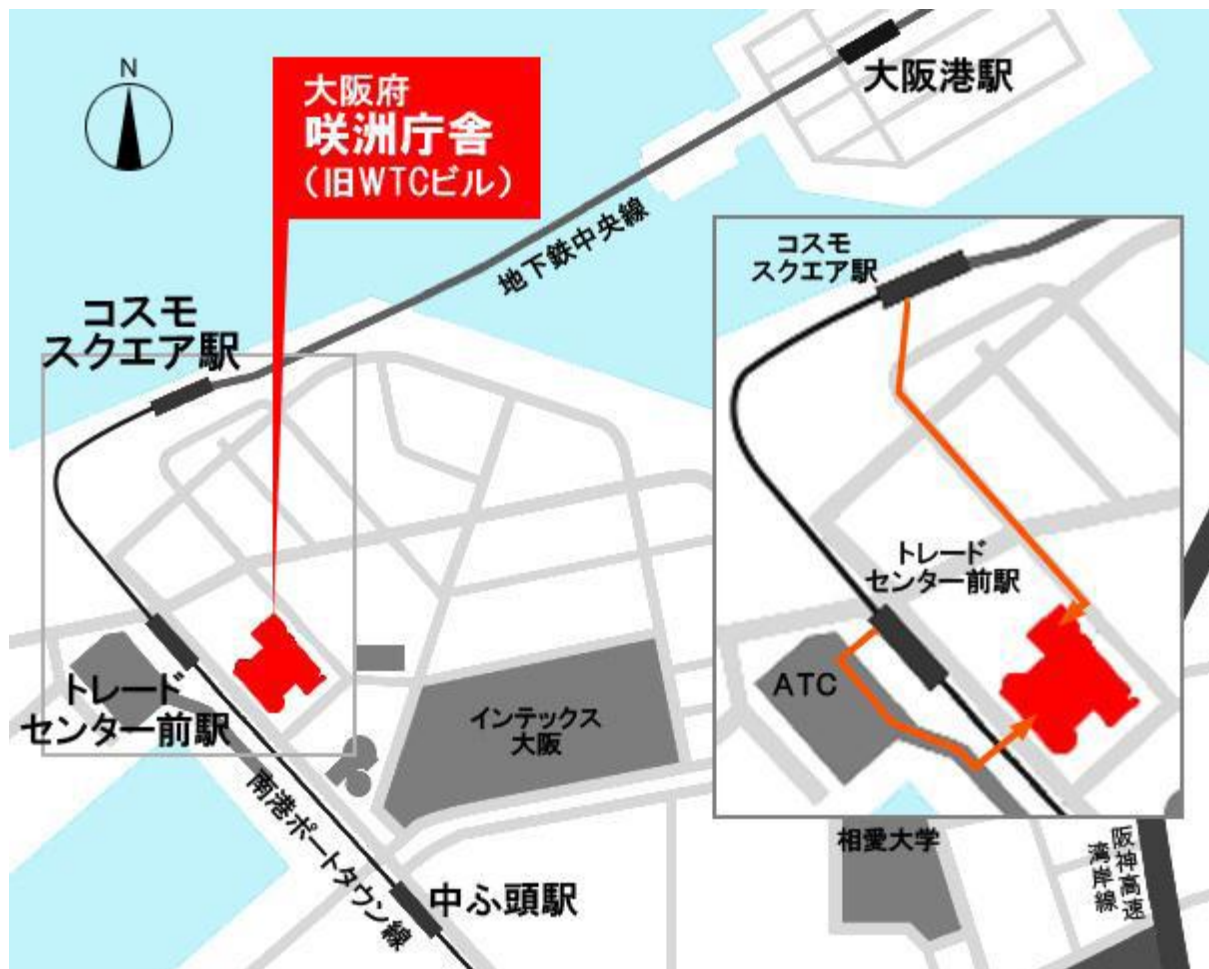 N
大阪府
咲洲庁舎
（旧WTCビル）
大阪港駅
地下鉄中央線
コスモ
スクエア駅
コスモ
スクエア駅
トレード
センター前駅
ATC
トレード
センター前駅
インテックス
大阪
南港ポートタウン線
中ふ頭駅
相愛大学
阪神高速
湾岸線